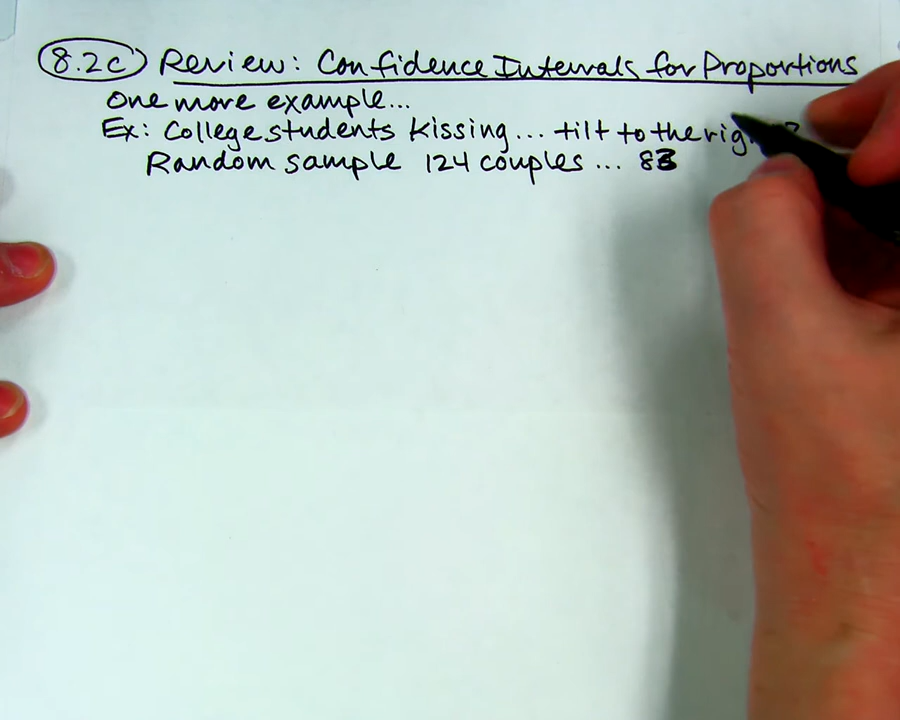 8.2c Review: Confidence Intervals for Proportions
One more example...
Ex: College students kissing... tilt to the
Random sample 124 couples ... 83